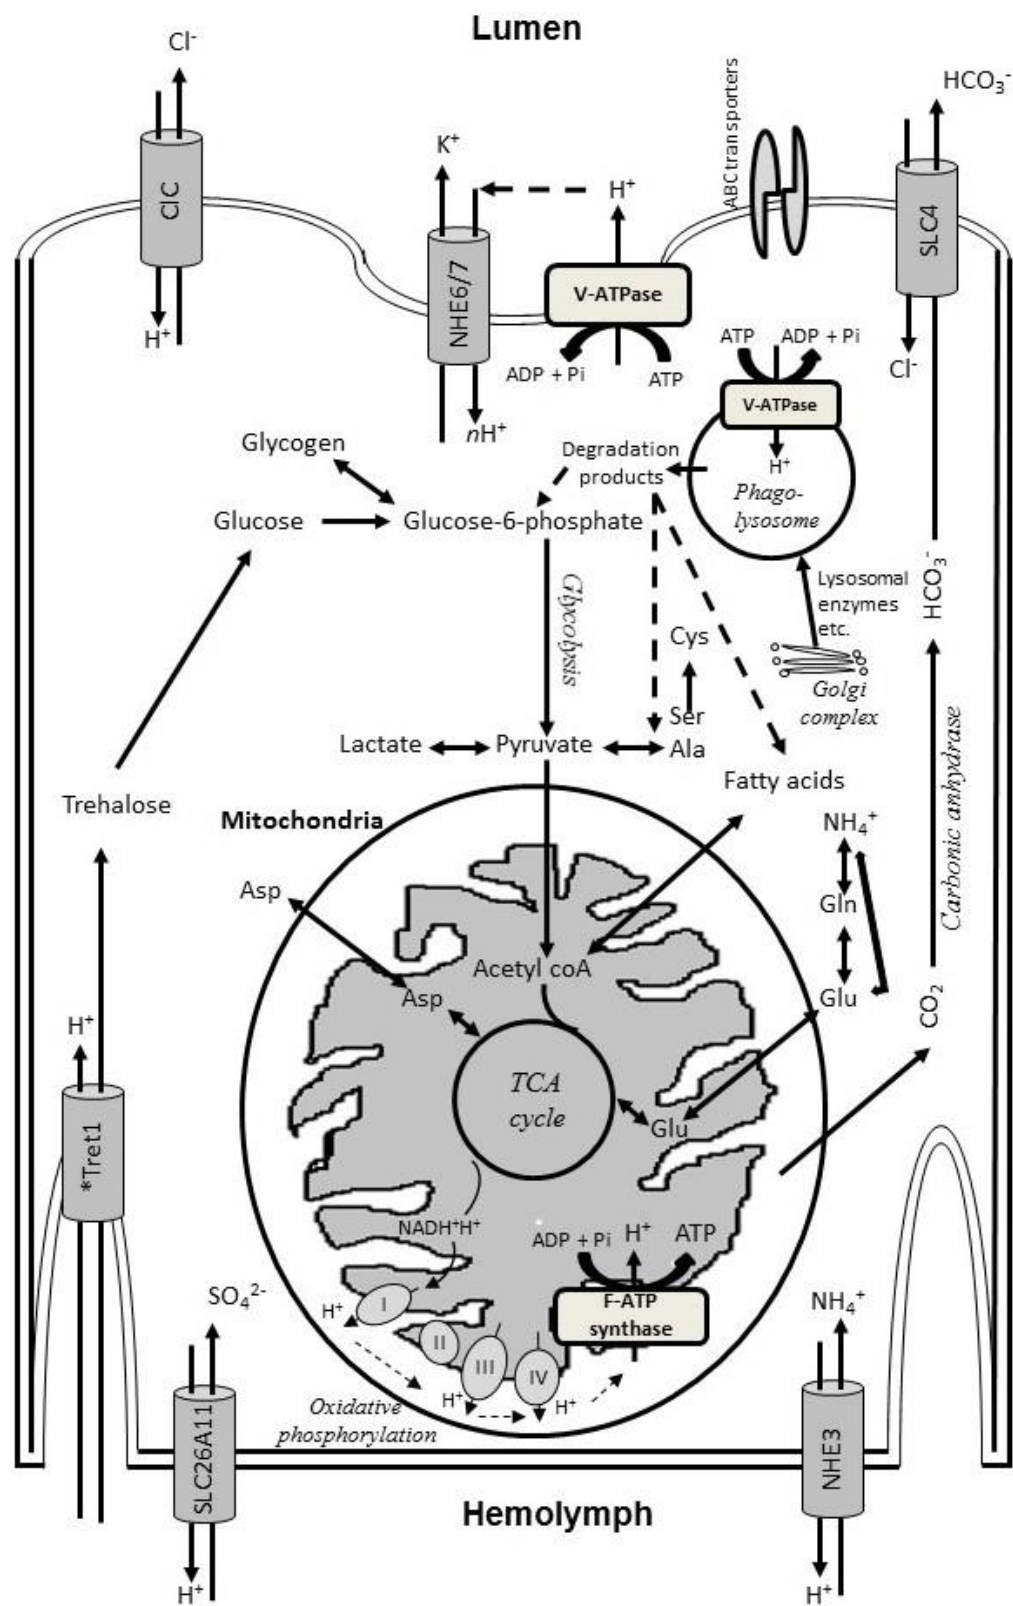 Lumen
Cl⁻
HCO₃⁻
ABC transporters
K⁺
H⁺
ClC
SLC4
NHE6/7
V-ATPase
H⁺
ADP + Pi
ATP
ATP
ADP + Pi
Cl⁻
V-ATPase
nH⁺
Glycogen
Degradation
products
H⁺
Phago-
lysosome
Glucose
Glucose-6-phosphate
Glycolysis
Lysosomal
enzymes
etc.
HCO₃⁻
Cys
Golgi
complex
Ser
Lactate
Pyruvate
Ala
Carbonic anhydrase
Fatty acids
Trehalose
Mitochondria
NH₄⁺
Asp
Gln
Acetyl coA
Asp
Glu
CO₂
H⁺
TCA
cycle
Glu
*Tret1
NADH⁺H⁺
ADP + Pi
H⁺
ATP
SO₄²⁻
H⁺
I
F-ATP
synthase
NH₄⁺
II
III
IV
H⁺
H⁺
Oxidative
phosphorylation
SLC26A11
NHE3
Hemolymph
H⁺
H⁺